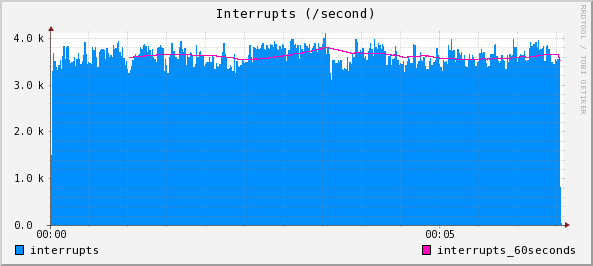 Interrupts (/second)
RRDTOOL / TOBI OETIKER
4.0 k
3.0 k
2.0 k
1.0 k
0.0
00:00 00:05
interrupts interrupts_60seconds